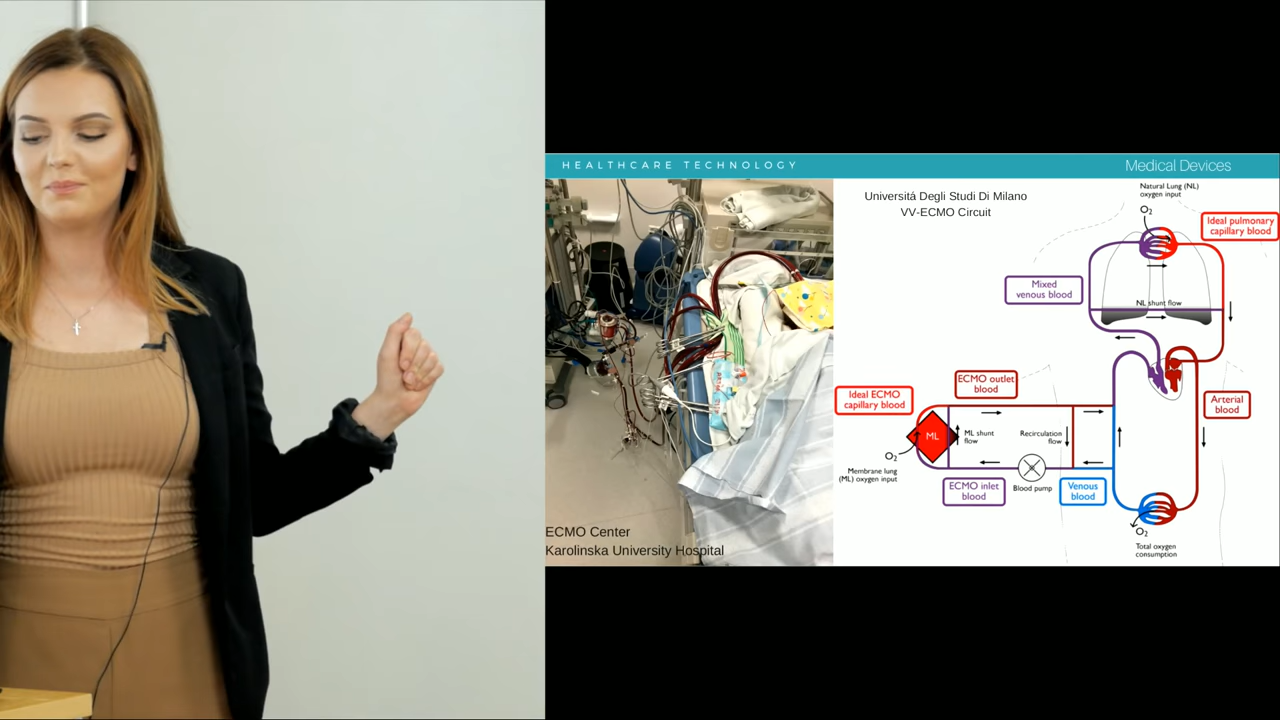 HEALTHCARE TECHNOLOGY
Medical Devices
ECMO Center
Karolinska University Hospital
Universitá Degli Studi Di Milano
VV-ECMO Circuit
Natural Lung (NL)
oxygen input
O₂
Ideal pulmonary
capillary blood
Mixed
venous blood
NL shunt flow
ECMO outlet
blood
Ideal ECMO
capillary blood
Arterial
blood
ML
ML shunt
flow
Recirculation
flow
O₂
Membrane lung
(ML) oxygen input
ECMO inlet
blood
Blood pump
Venous
blood
O₂
Total oxygen
consumption